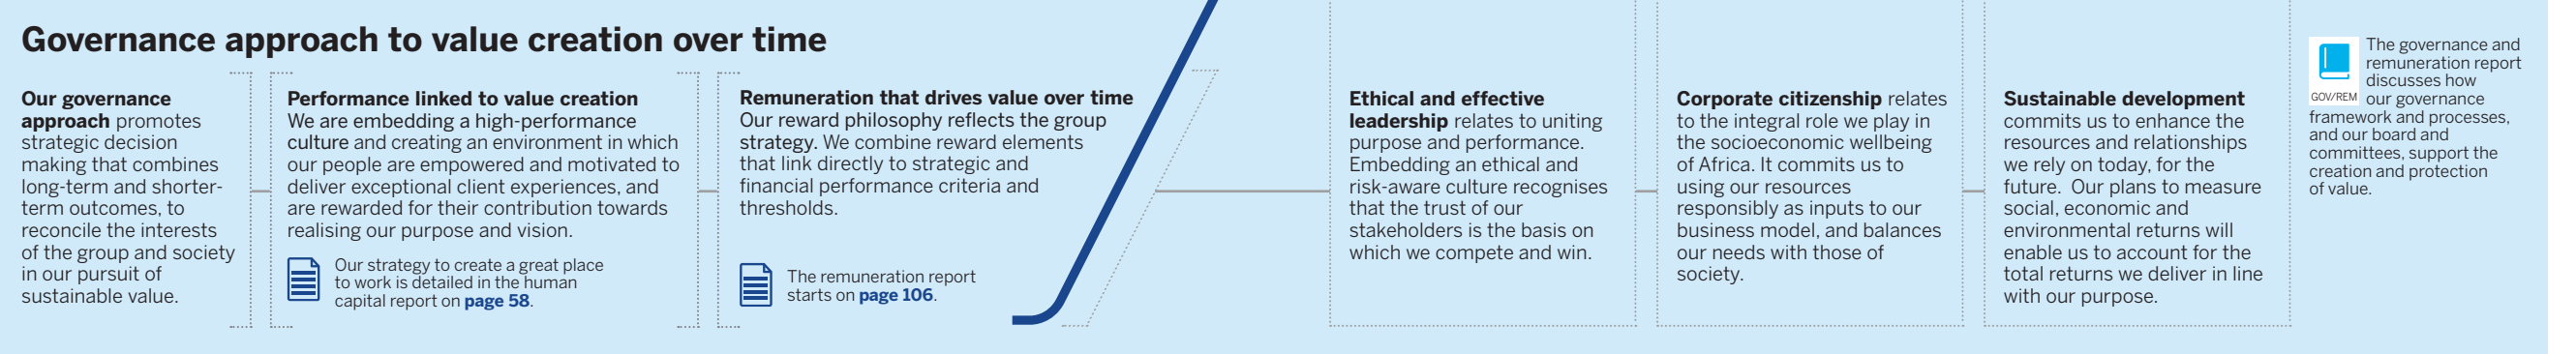 Governance approach to value creation over time
Our governance
approach promotes
strategic decision
making that combines
long-term and shorter-
term outcomes, to
reconcile the interests
of the group and society
in our pursuit of
sustainable value.
Performance linked to value creation
We are embedding a high-performance
culture and creating an environment in which
our people are empowered and motivated to
deliver exceptional client experiences, and
are rewarded for their contribution towards
realising our purpose and vision.
Our strategy to create a great place
to work is detailed in the human
capital report on page 58.
Remuneration that drives value over time
Our reward philosophy reflects the group
strategy. We combine reward elements
that link directly to strategic and
financial performance criteria and
thresholds.
The remuneration report
starts on page 106.
Ethical and effective
leadership relates to uniting
purpose and performance.
Embedding an ethical and
risk-aware culture recognises
that the trust of our
stakeholders is the basis on
which we compete and win.
Corporate citizenship relates
to the integral role we play in
the socioeconomic wellbeing
of Africa. It commits us to
using our resources
responsibly as inputs to our
business model, and balances
our needs with those of
society.
Sustainable development
commits us to enhance the
resources and relationships
we rely on today, for the
future.  Our plans to measure
social, economic and
environmental returns will
enable us to account for the
total returns we deliver in line
with our purpose.
GOV/REM
The governance and
remuneration report
discusses how
our governance
framework and processes,
and our board and
committees, support the
creation and protection
of value.